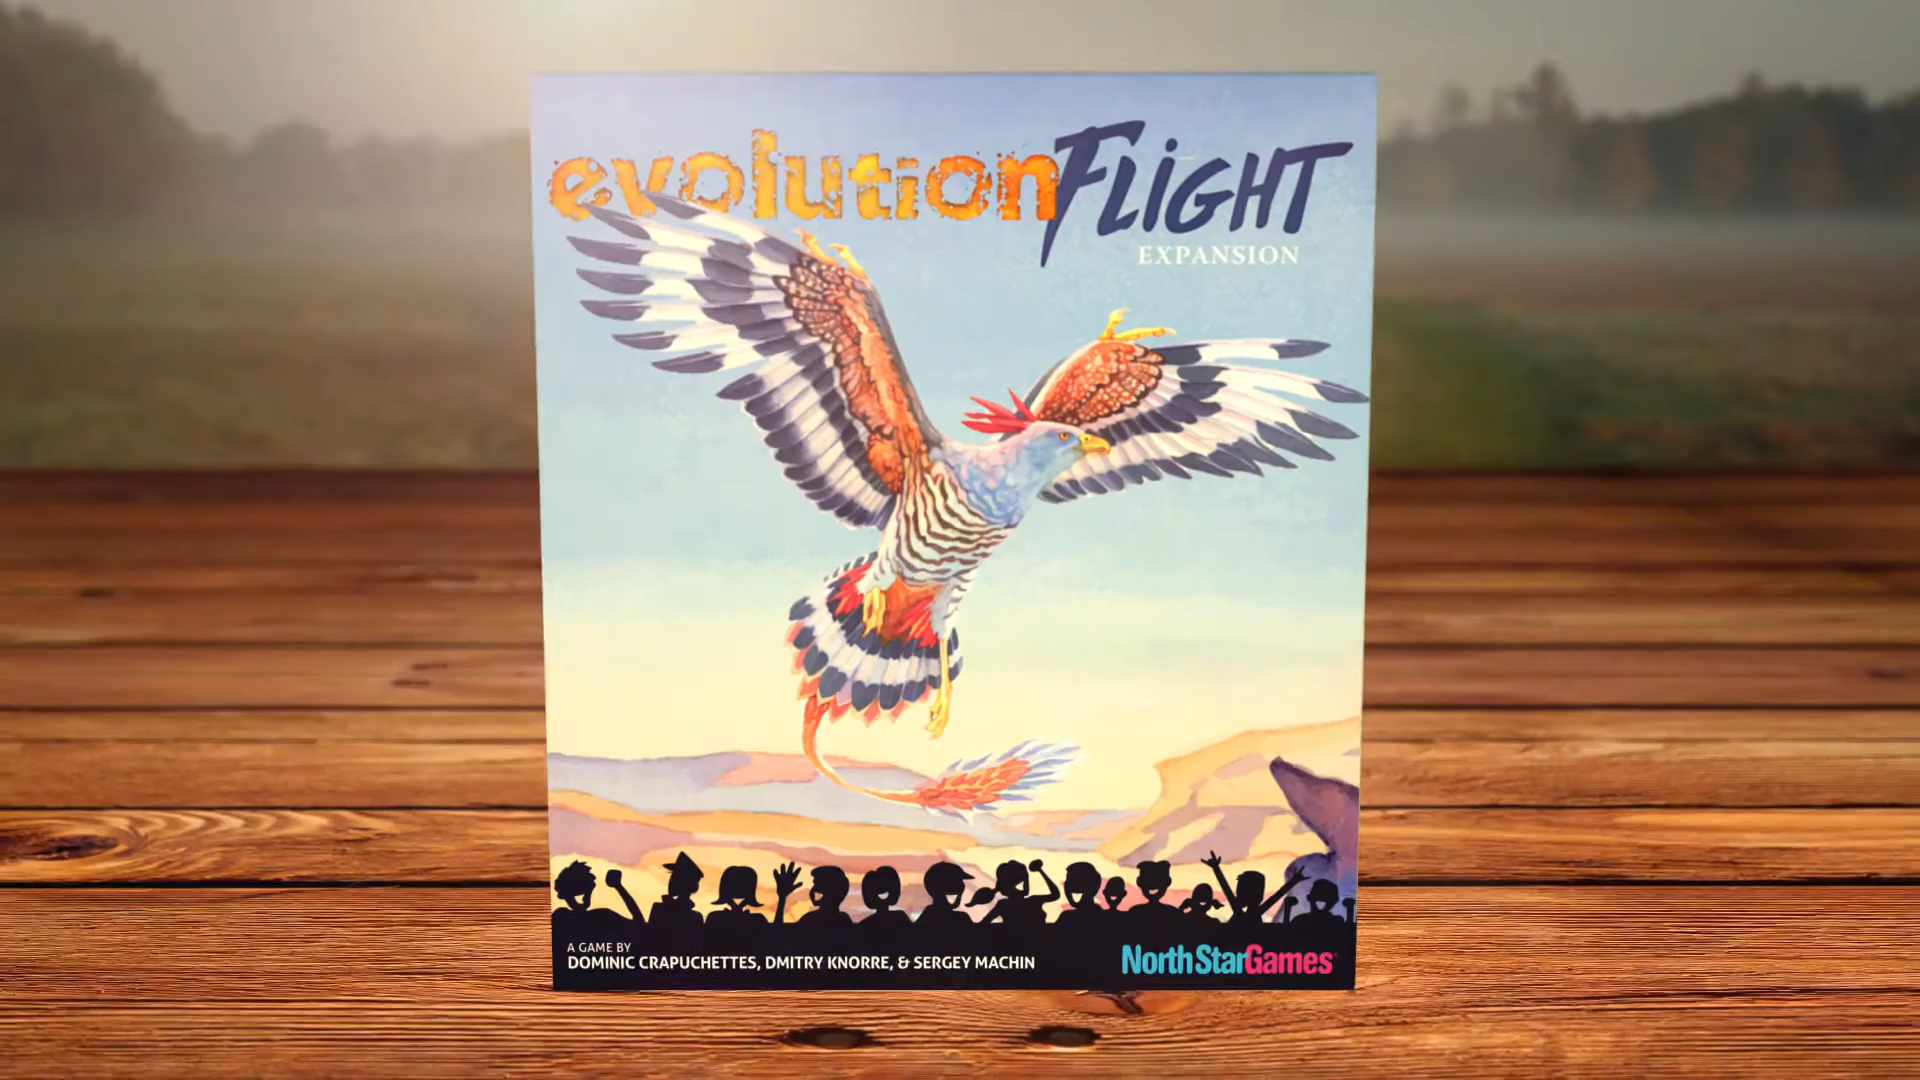 evolution FLiGHT
EXPANSION
A GAME BY
DOMINIC CRAPUCHETTES, DMITRY KNORRE, & SERGEY MACHIN
NorthStarGames